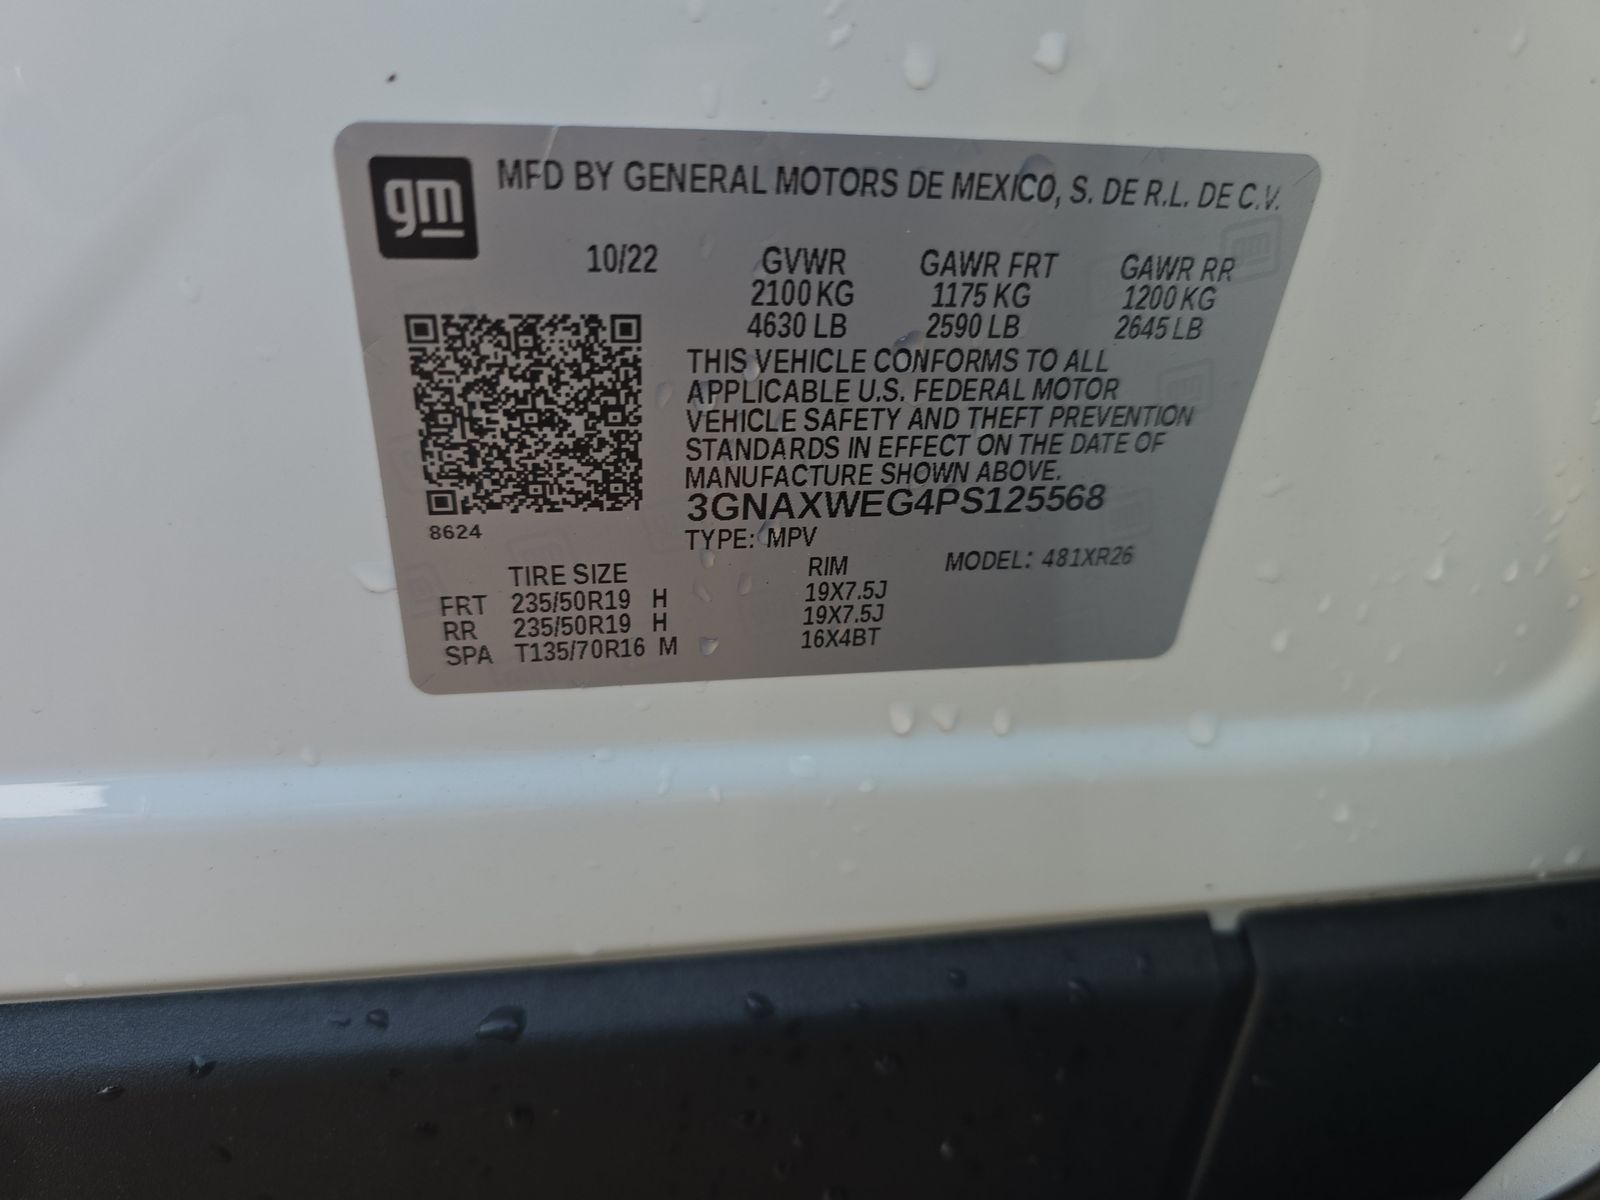 gm MFD BY GENERAL MOTORS DE MEXICO, S. DE R.L. DE C.V.
10/22 GVWR GAWR FRT GAWR RR
2100 KG 1175 KG 1200 KG
4630 LB 2590 LB 2645 LB
THIS VEHICLE CONFORMS TO ALL
APPLICABLE U.S. FEDERAL MOTOR
VEHICLE SAFETY AND THEFT PREVENTION
STANDARDS IN EFFECT ON THE DATE OF
MANUFACTURE SHOWN ABOVE.
3GNAXWEG4PS125568
8624
TYPE: MPV MODEL: 481XR26
TIRE SIZE RIM
FRT 235/50R19 H 19X7.5J
RR 235/50R19 H 19X7.5J
SPA T135/70R16 M 16X4BT